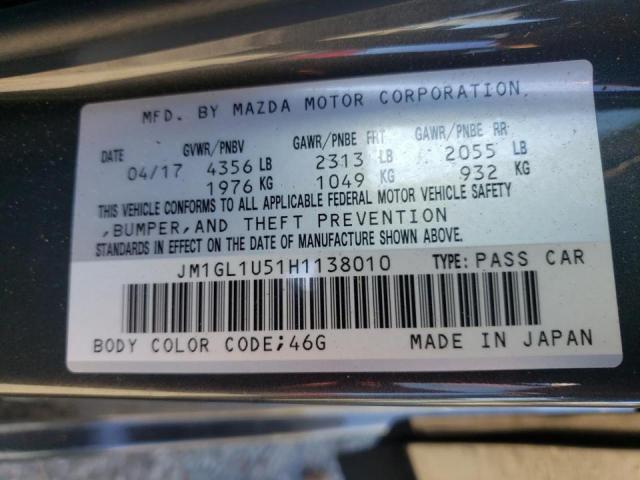 MFD. BY MAZDA MOTOR CORPORATION
DATE GVWR/PNBV GAWR/PNBE FRT GAWR/PNBE RR
04/17 4356 LB 2313 LB 2055 LB
1976 KG 1049 KG 932 KG
THIS VEHICLE CONFORMS TO ALL APPLICABLE FEDERAL MOTOR VEHICLE SAFETY
,BUMPER,AND THEFT PREVENTION
STANDARDS IN EFFECT ON THE DATE OF MANUFACTURE SHOWN ABOVE.
JM1GL1U51H1138010 TYPE: PASS CAR
BODY COLOR CODE;46G MADE IN JAPAN